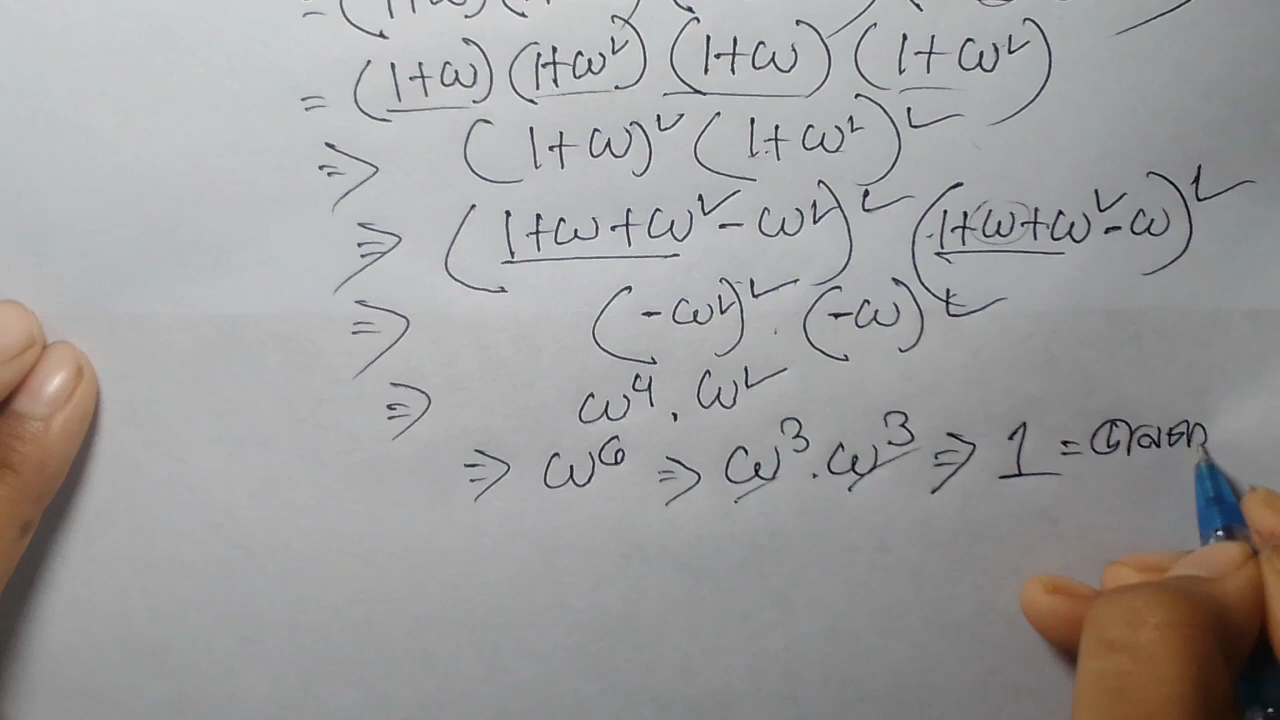 = (1+ω)(1+ω²) (1+ω) (1+ω²)
⇒ (1+ω)² (1+ω²)²
⇒ (1+ω+ω²-ω²)² (1+ω+ω²-ω)²
⇒ (-ω²)² . (-ω)²
⇒ ω⁴ . ω²
⇒ ω⁶ ⇒ ω³.ω³ ⇒ 1 =